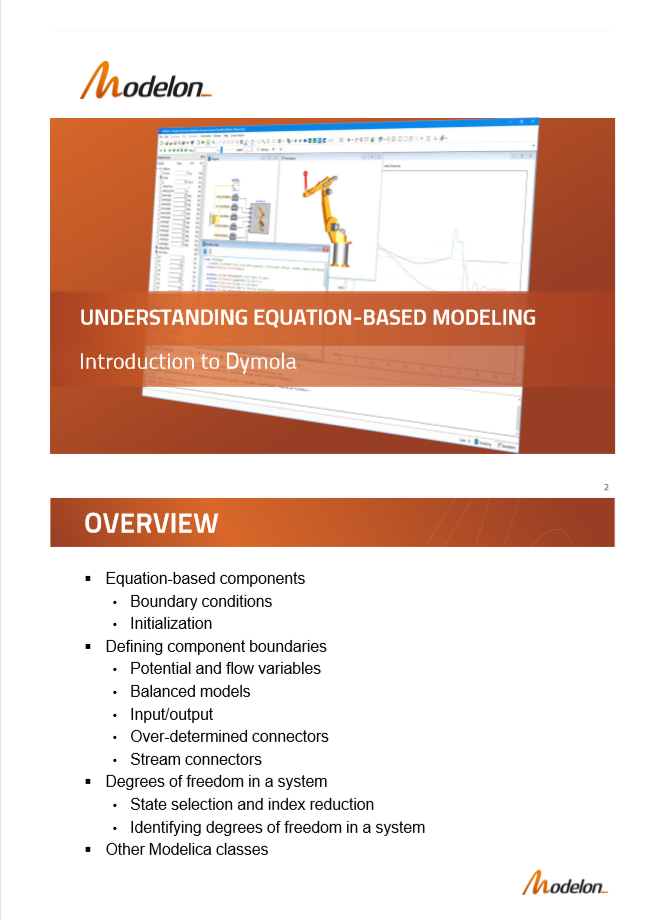 Modelon
UNDERSTANDING EQUATION-BASED MODELING
Introduction to Dymola
2
OVERVIEW
▪ Equation-based components
• Boundary conditions
• Initialization
▪ Defining component boundaries
• Potential and flow variables
• Balanced models
• Input/output
• Over-determined connectors
• Stream connectors
▪ Degrees of freedom in a system
• State selection and index reduction
• Identifying degrees of freedom in a system
▪ Other Modelica classes
Modelon